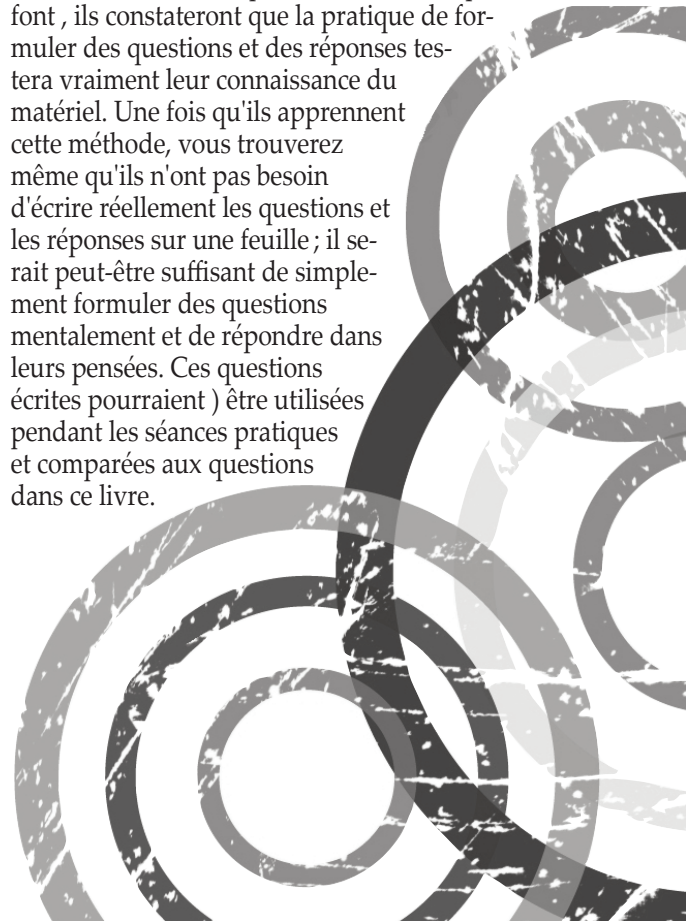 font , ils constateront que la pratique de for-
muler des questions et des réponses tes-
tera vraiment leur connaissance du
matériel. Une fois qu'ils apprennent
cette méthode, vous trouverez
même qu'ils n'ont pas besoin
d'écrire réellement les questions et
les réponses sur une feuille ; il se-
rait peut-être suffisant de simple-
ment formuler des questions
mentalement et de répondre dans
leurs pensées. Ces questions
écrites pourraient ) être utilisées
pendant les séances pratiques
et comparées aux questions
dans ce livre.